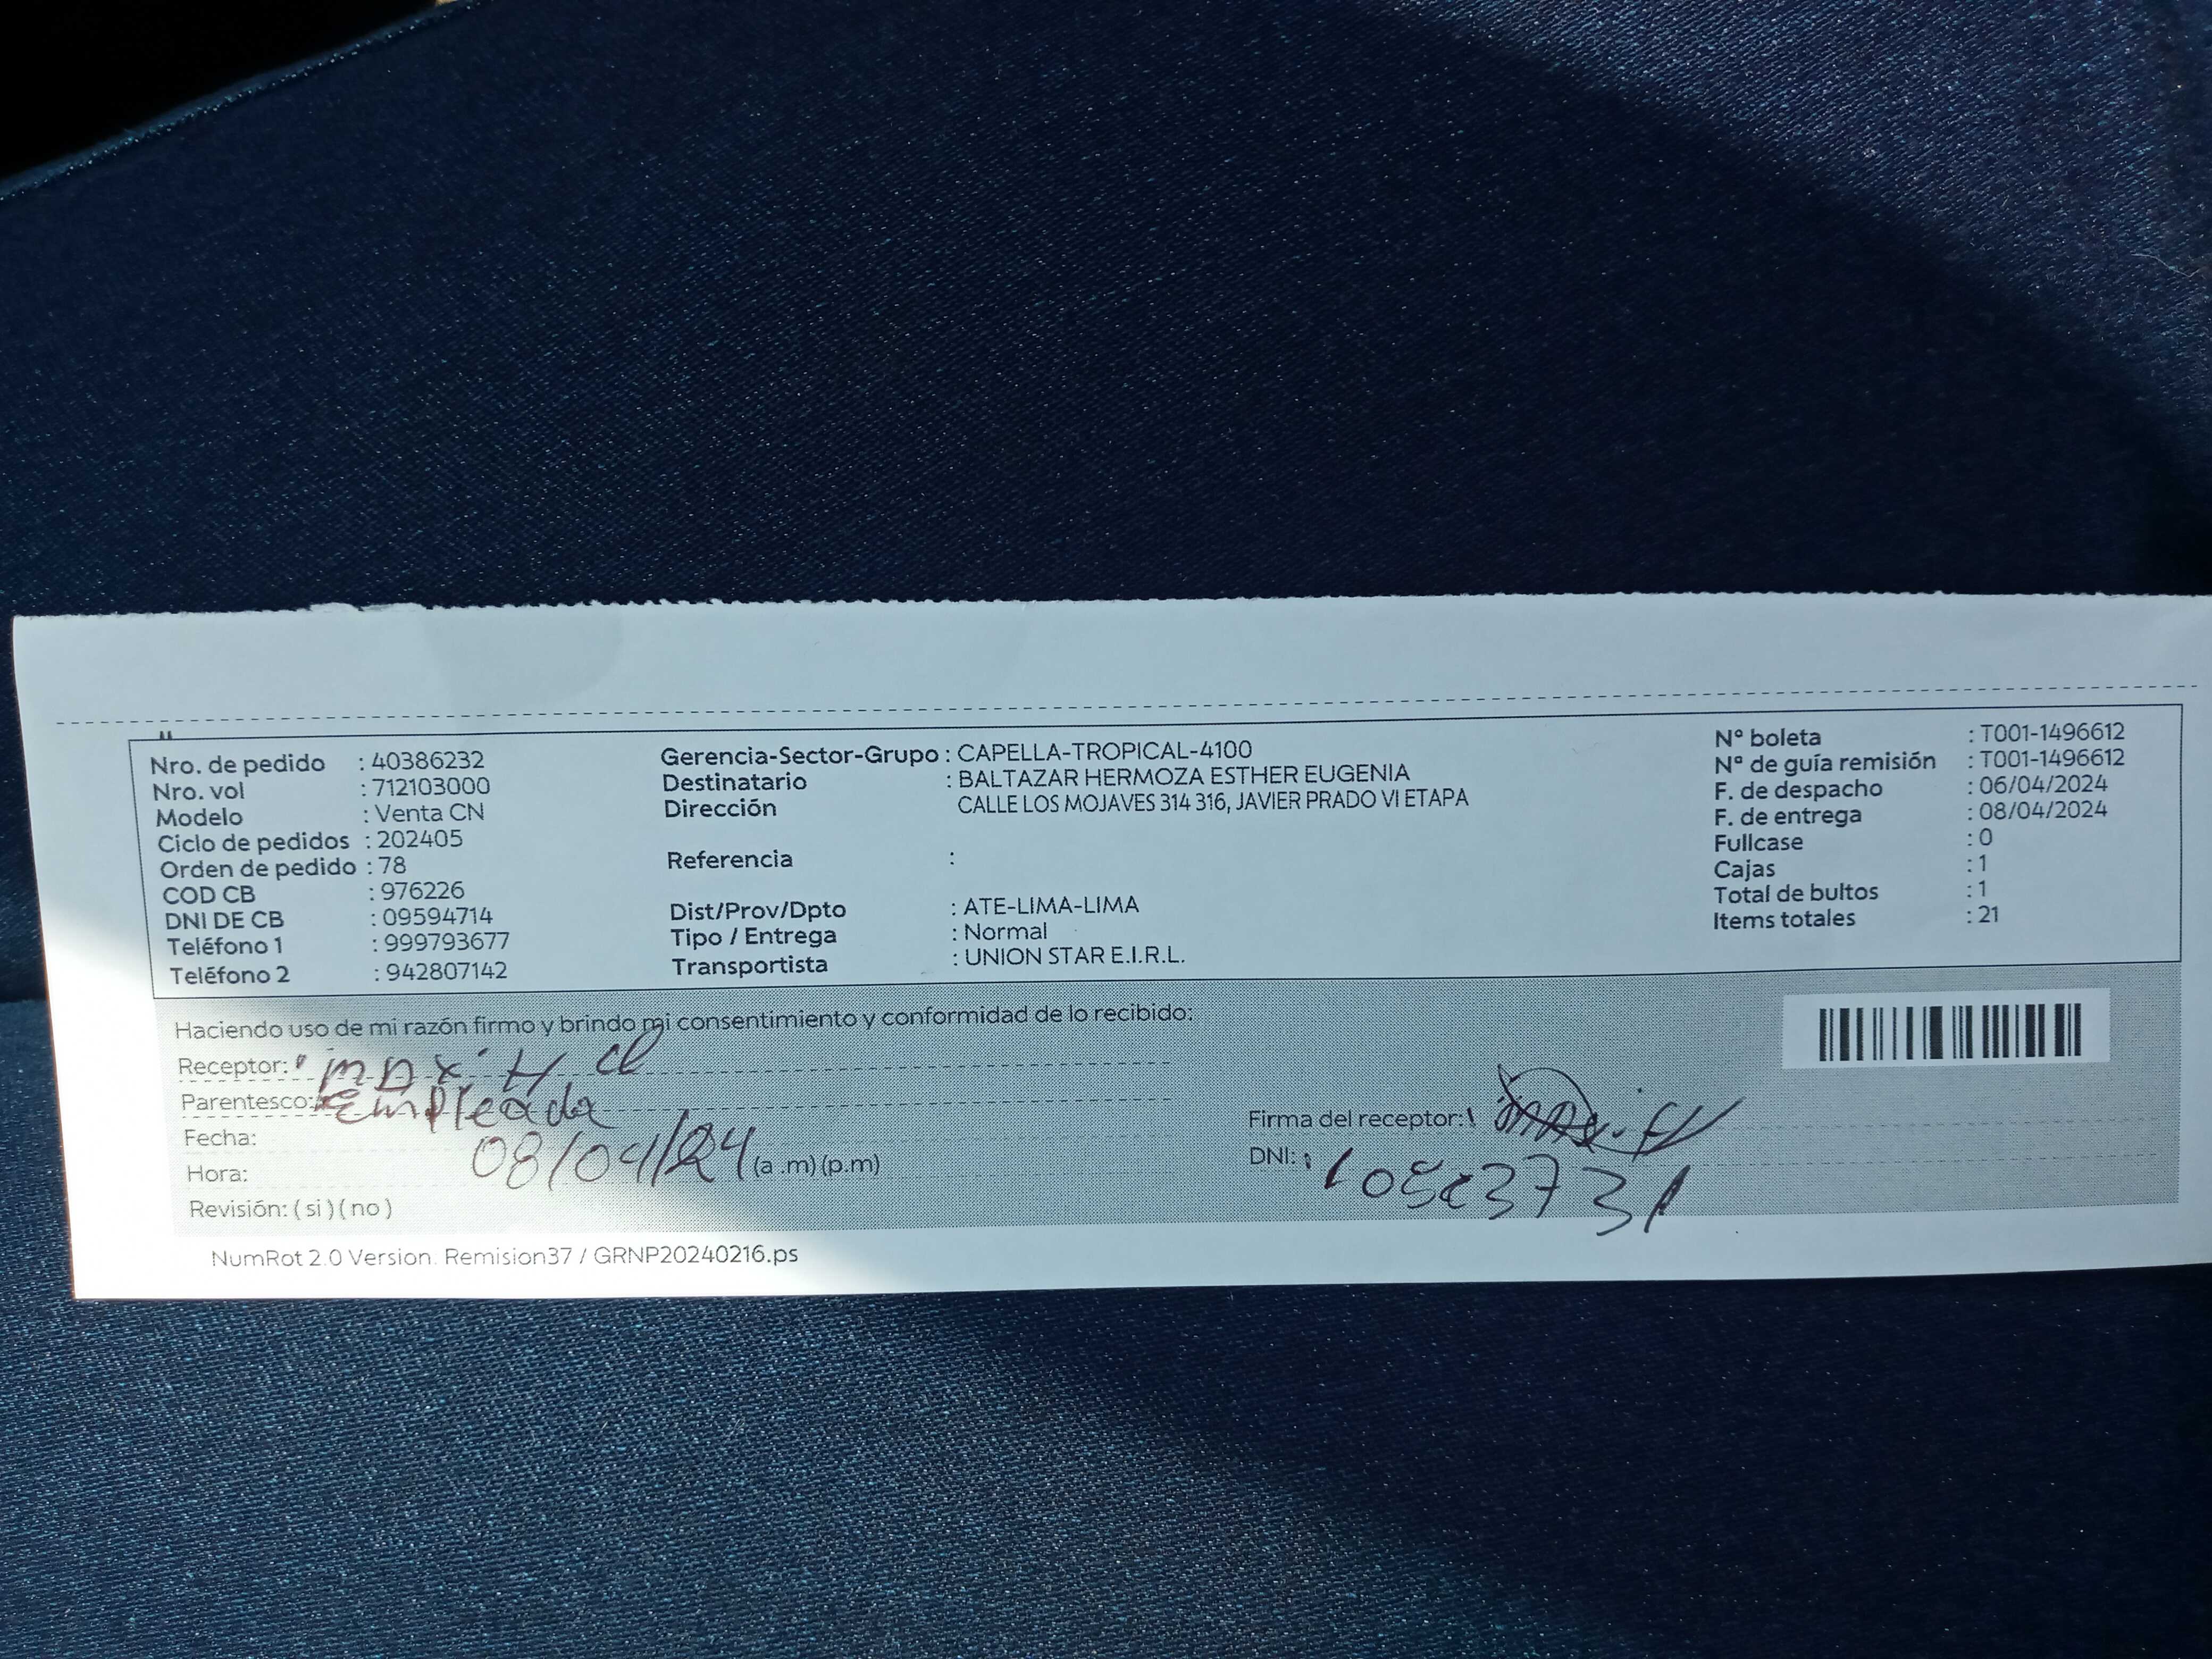 Nro. de pedido : 40386232
Nro. vol : 712103000
Modelo : Venta CN
Ciclo de pedidos : 202405
Orden de pedido : 78
COD CB : 976226
DNI DE CB : 09594714
Teléfono 1 : 999793677
Teléfono 2 : 942807142
Gerencia-Sector-Grupo : CAPELLA-TROPICAL-4100
Destinatario : BALTAZAR HERMOZA ESTHER EUGENIA
Dirección CALLE LOS MOJAVES 314 316, JAVIER PRADO VI ETAPA
Referencia :
Dist/Prov/Dpto : ATE-LIMA-LIMA
Tipo / Entrega : Normal
Transportista : UNION STAR E.I.R.L.
Nº boleta : T001-1496612
Nº de guía remisión : T001-1496612
F. de despacho : 06/04/2024
F. de entrega : 08/04/2024
Fullcase : 0
Cajas : 1
Total de bultos : 1
Items totales : 21
Haciendo uso de mi razón firmo y brindo mi consentimiento y conformidad de lo recibido:
Receptor:
Parentesco: Empleada
Fecha: 08/04/24
Hora: (a .m) (p.m)
Revisión: ( si ) ( no )
Firma del receptor:
DNI:
NumRot 2.0 Version. Remision37 / GRNP20240216.ps